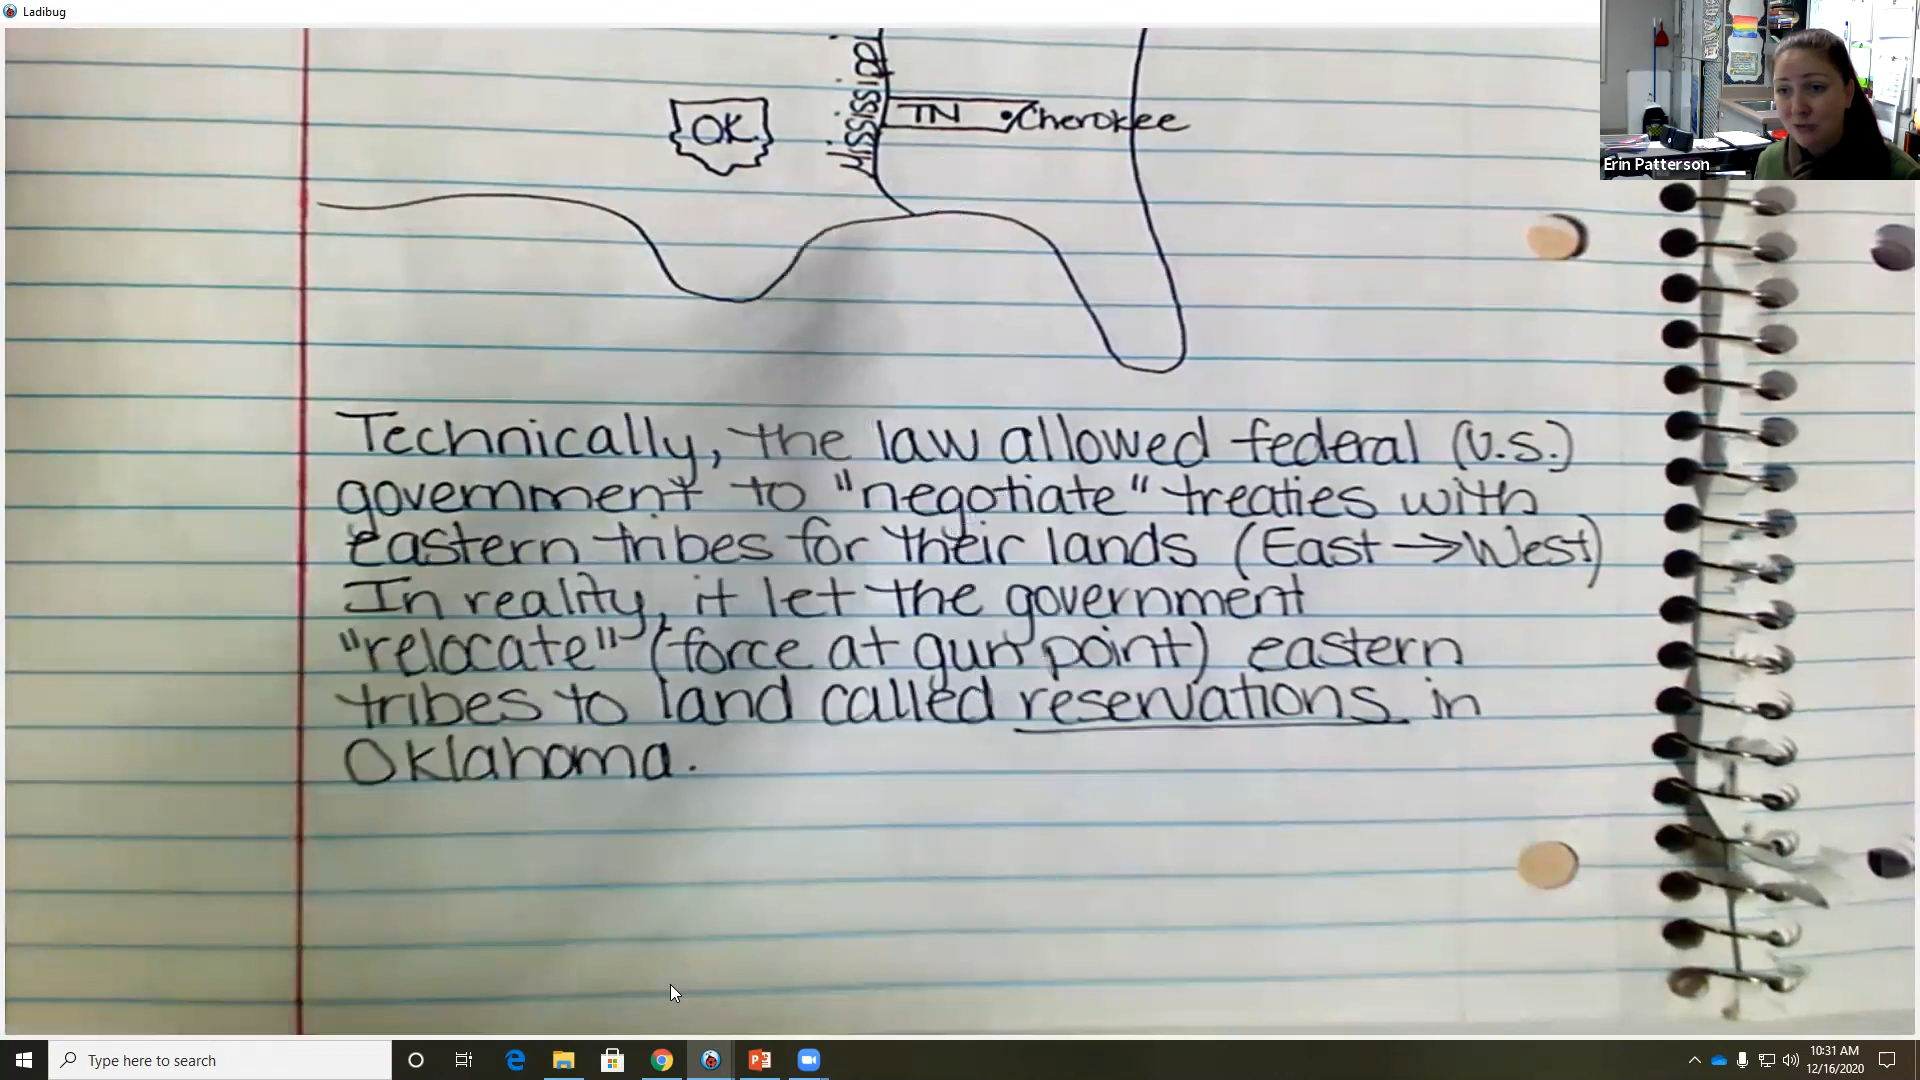 Ladibug
Mississippi
OK
TN
Cherokee
Erin Patterson
Technically, the law allowed federal (U.S.)
government to "negotiate" treaties with
eastern tribes for their lands (East→West)
In reality, it let the government
"relocate" (force at gun point) eastern
tribes to land called reservations in
Oklahoma.
Type here to search
10:31 AM
12/16/2020